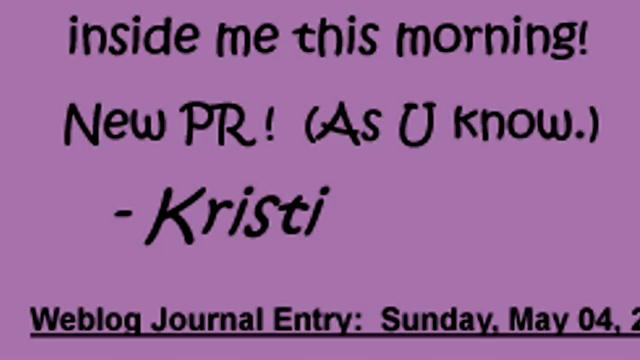 inside me this morning!
New PR! (As U know.)
- Kristi
Weblog Journal Entry: Sunday, May 04,